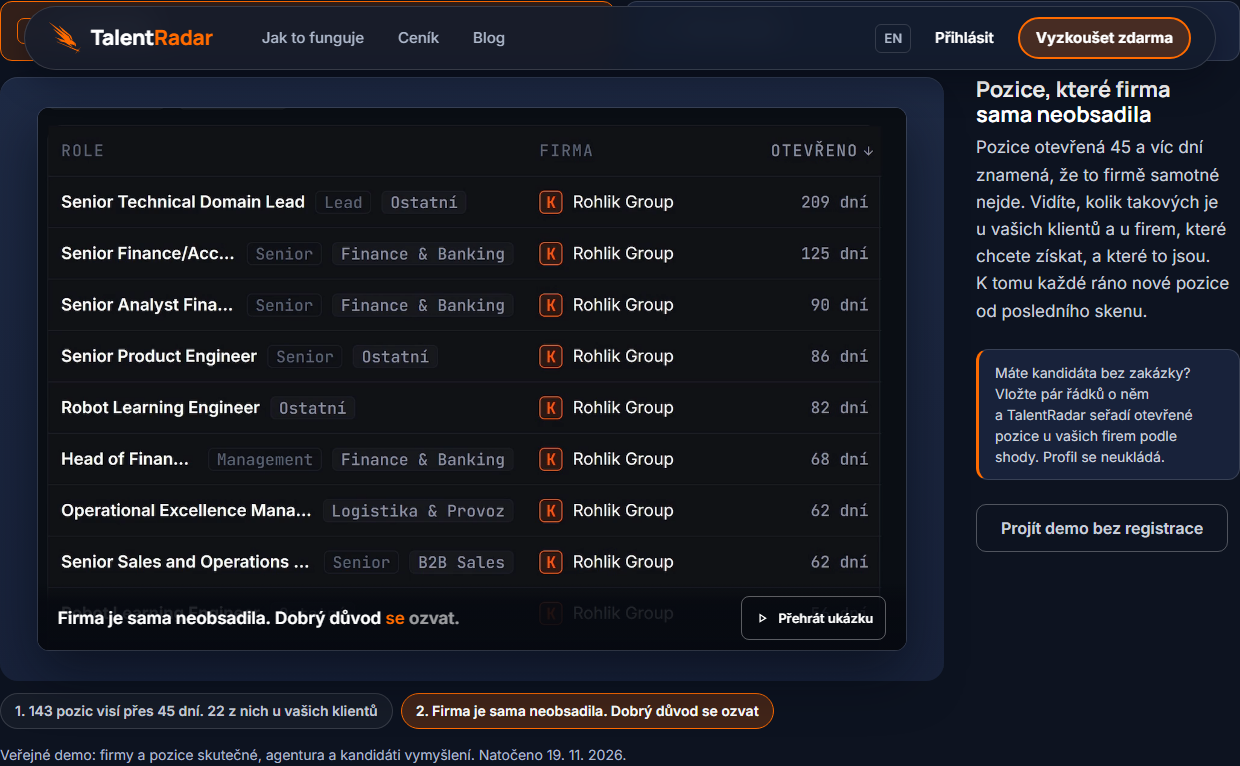 TalentRadar
Jak to funguje
Ceník
Blog
EN
Přihlásit
Vyzkoušet zdarma
ROLE FIRMA OTEVŘENO ↓
Senior Technical Domain Lead Lead Ostatní K Rohlik Group 209 dní
Senior Finance/Acc... Senior Finance & Banking K Rohlik Group 125 dní
Senior Analyst Fina... Senior Finance & Banking K Rohlik Group 90 dní
Senior Product Engineer Senior Ostatní K Rohlik Group 86 dní
Robot Learning Engineer Ostatní K Rohlik Group 82 dní
Head of Finan... Management Finance & Banking K Rohlik Group 68 dní
Operational Excellence Mana... Logistika & Provoz K Rohlik Group 62 dní
Senior Sales and Operations ... Senior B2B Sales K Rohlik Group 62 dní
Robot Learning Engineer K Rohlik Group
Firma je sama neobsadila. Dobrý důvod se ozvat.
Přehrát ukázku
1. 143 pozic visí přes 45 dní. 22 z nich u vašich klientů
2. Firma je sama neobsadila. Dobrý důvod se ozvat
Veřejné demo: firmy a pozice skutečné, agentura a kandidáti vymyšlení. Natočeno 19. 11. 2026.
Pozice, které firma
sama neobsadila
Pozice otevřená 45 a víc dní
znamená, že to firmě samotné
nejde. Vidíte, kolik takových je
u vašich klientů a u firem, které
chcete získat, a které to jsou.
K tomu každé ráno nové pozice
od posledního skenu.
Máte kandidáta bez zakázky?
Vložte pár řádků o něm
a TalentRadar seřadí otevřené
pozice u vašich firem podle
shody. Profil se neukládá.
Projít demo bez registrace